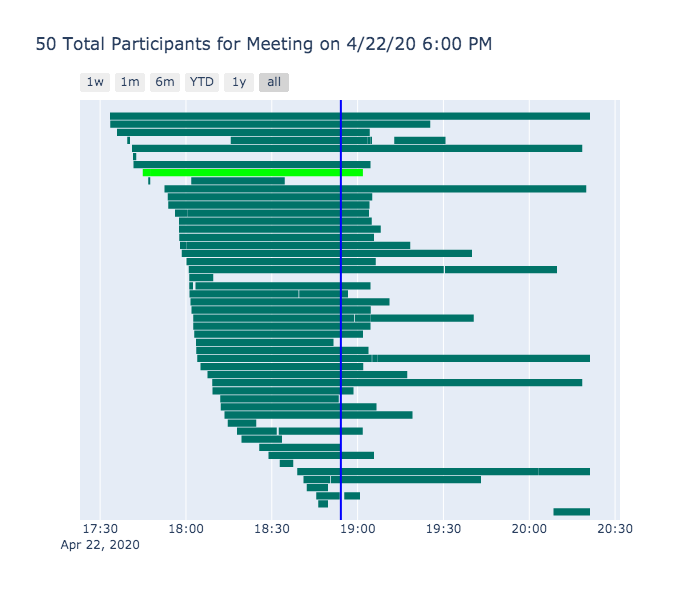 50 Total Participants for Meeting on 4/22/20 6:00 PM
1w 1m 6m YTD 1y all
17:30 18:00 18:30 19:00 19:30 20:00 20:30
Apr 22, 2020